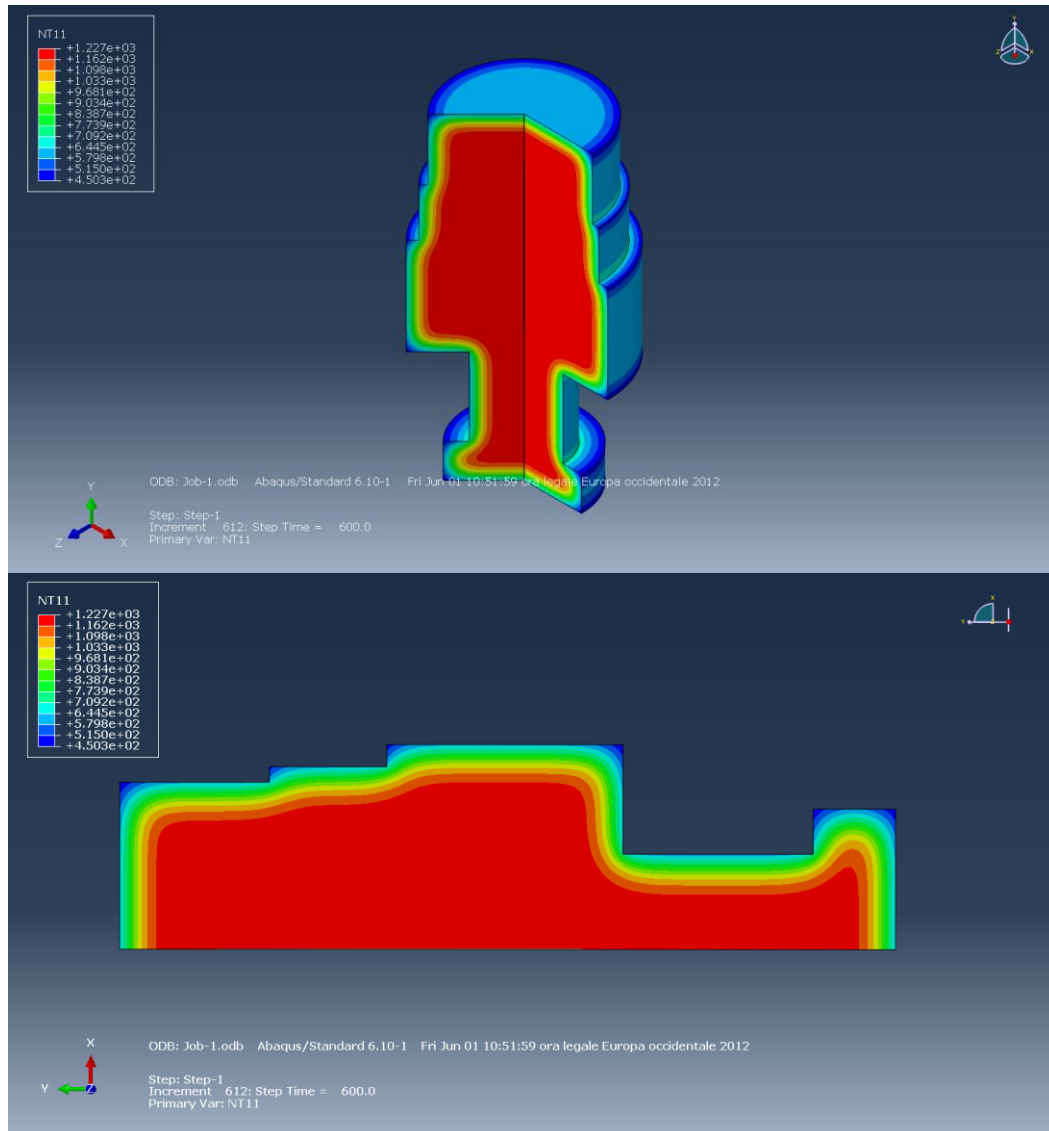 NT11
+1.227e+03
+1.162e+03
+1.098e+03
+1.033e+03
+9.681e+02
+9.034e+02
+8.387e+02
+7.739e+02
+7.092e+02
+6.445e+02
+5.798e+02
+5.150e+02
+4.503e+02
Y
Z
X
ODB: Job-1.odb Abaqus/Standard 6.10-1 Fri Jun 01 10:51:59 ora legale Europa occidentale 2012
Y
Z
X
Step: Step-1
Increment 612: Step Time = 600.0
Primary Var: NT11
NT11
+1.227e+03
+1.162e+03
+1.098e+03
+1.033e+03
+9.681e+02
+9.034e+02
+8.387e+02
+7.739e+02
+7.092e+02
+6.445e+02
+5.798e+02
+5.150e+02
+4.503e+02
X
Y
X
ODB: Job-1.odb Abaqus/Standard 6.10-1 Fri Jun 01 10:51:59 ora legale Europa occidentale 2012
Y
Z
Step: Step-1
Increment 612: Step Time = 600.0
Primary Var: NT11